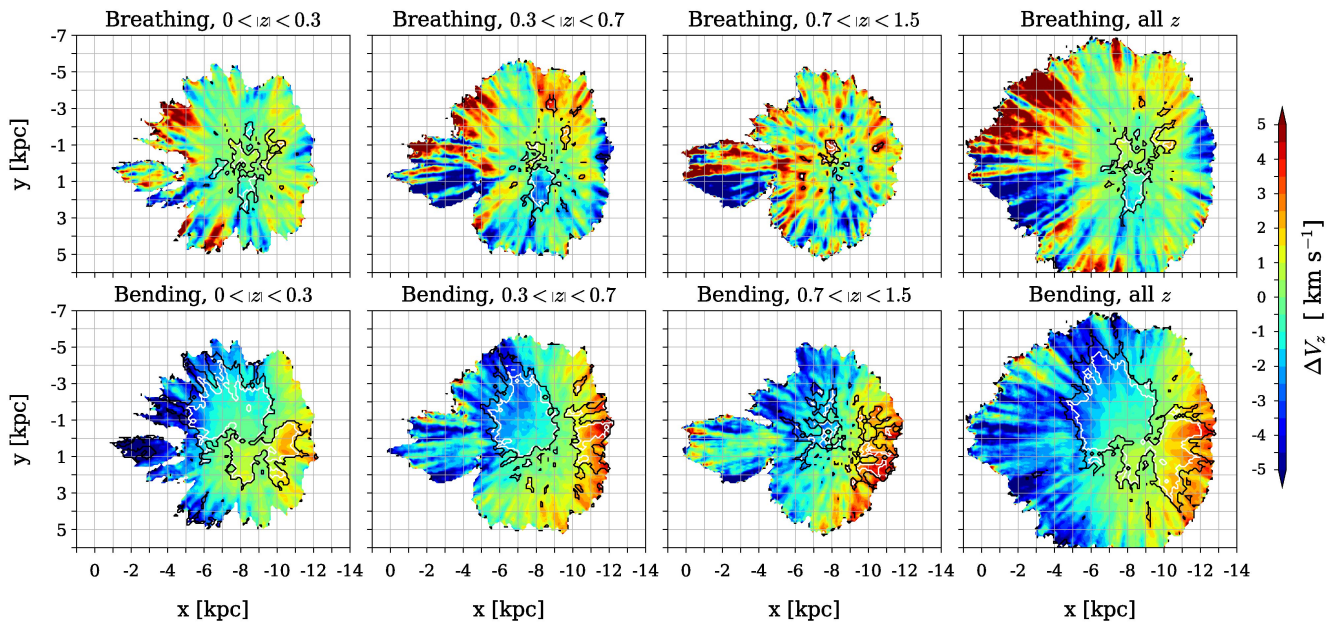 Breathing, 0 < |z| < 0.3
Breathing, 0.3 < |z| < 0.7
Breathing, 0.7 < |z| < 1.5
Breathing, all z
-7
-5
-3
-1
1
3
5
y [kpc]
Bending, 0 < |z| < 0.3
Bending, 0.3 < |z| < 0.7
Bending, 0.7 < |z| < 1.5
Bending, all z
-7
-5
-3
-1
1
3
5
y [kpc]
0 -2 -4 -6 -8 -10 -12 -14
0 -2 -4 -6 -8 -10 -12 -14
0 -2 -4 -6 -8 -10 -12 -14
0 -2 -4 -6 -8 -10 -12 -14
x [kpc]
x [kpc]
x [kpc]
x [kpc]
5
4
3
2
1
0
-1
-2
-3
-4
-5
ΔV_z [ km s⁻¹]